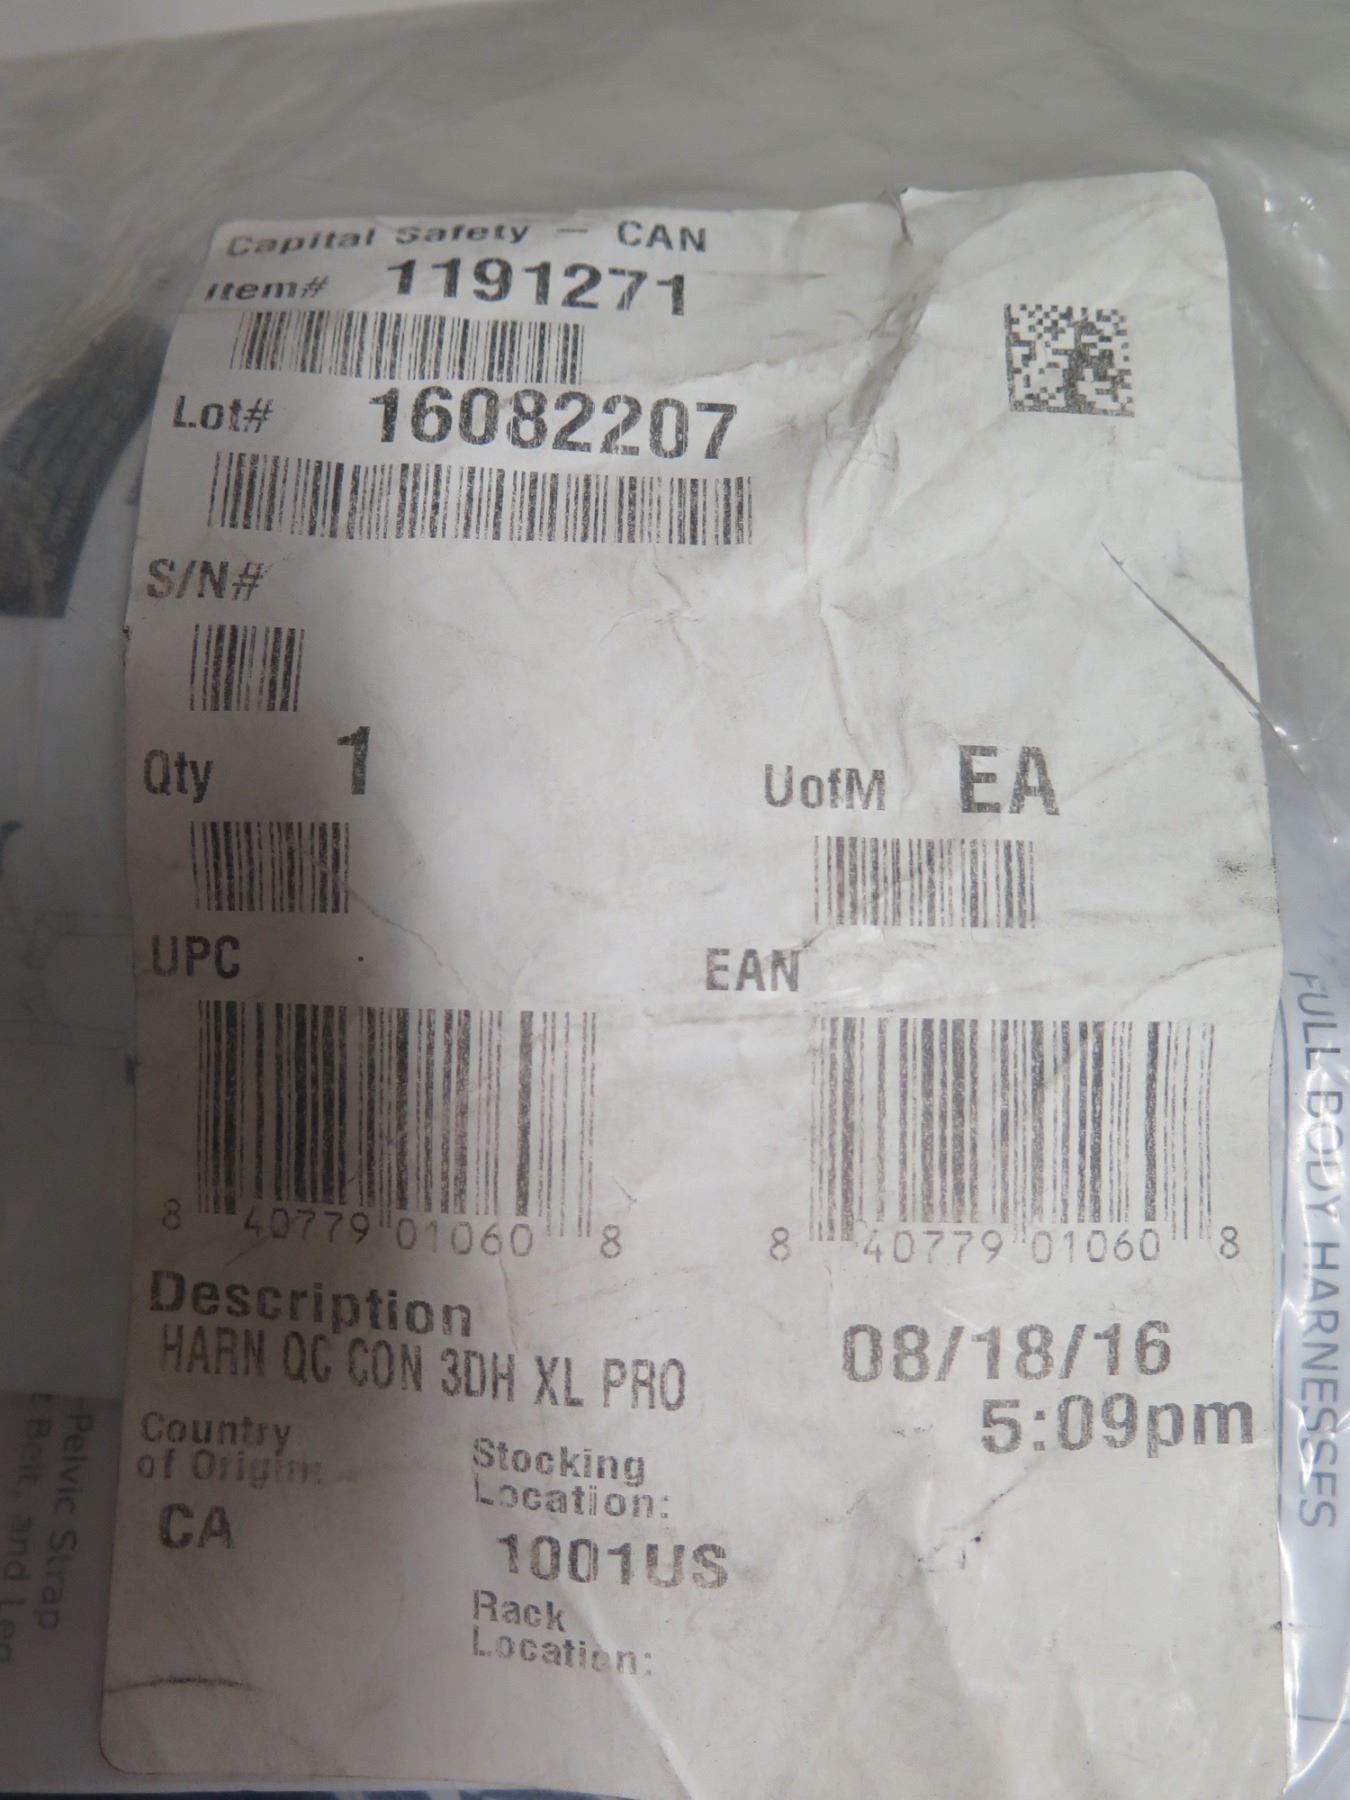 Capital Safety - CAN
Item# 1191271
Lot# 16082207
S/N#
Qty 1 UofM EA
UPC EAN
8 40779 01060 8 8 40779 01060 8
Description
HARN QC CON 3DH XL PRO
08/18/16
5:09pm
Country
of Origin:
CA
Stocking
Location:
1001US
Rack
Location:
FULL BODY HARNESSES
-Pelvic Strap
t Belt, and Leg